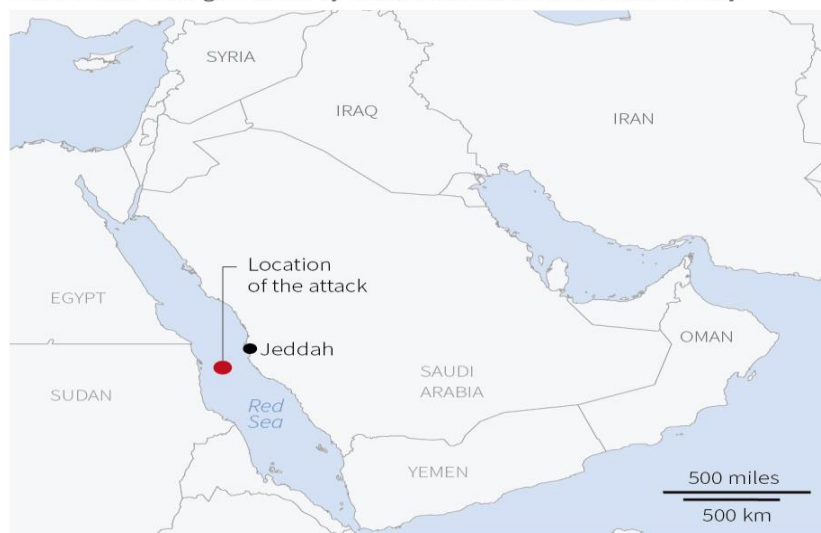 SYRIA
IRAQ
IRAN
Location
of the attack
EGYPT
Jeddah
OMAN
SAUDI
ARABIA
SUDAN
Red
Sea
YEMEN
500 miles
500 km